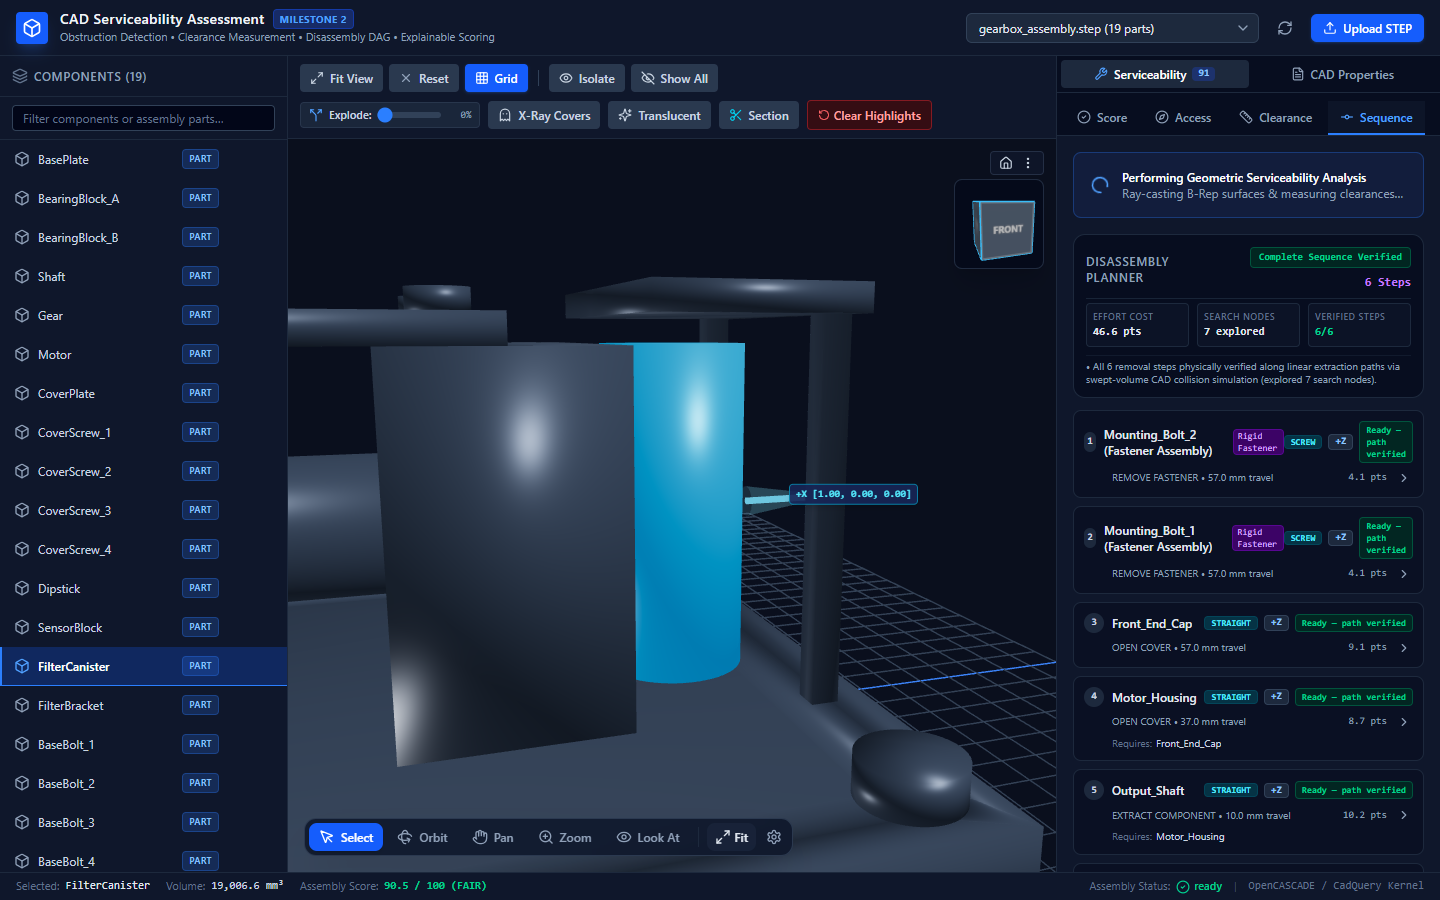 CAD Serviceability Assessment MILESTONE 2
Obstruction Detection • Clearance Measurement • Disassembly DAG • Explainable Scoring
gearbox_assembly.step (19 parts)
Upload STEP
COMPONENTS (19)
Filter components or assembly parts...
BasePlate PART
BearingBlock_A PART
BearingBlock_B PART
Shaft PART
Gear PART
Motor PART
CoverPlate PART
CoverScrew_1 PART
CoverScrew_2 PART
CoverScrew_3 PART
CoverScrew_4 PART
Dipstick PART
SensorBlock PART
FilterCanister PART
FilterBracket PART
BaseBolt_1 PART
BaseBolt_2 PART
BaseBolt_3 PART
BaseBolt_4 PART
Fit View Reset Grid Isolate Show All
Explode: 0% X-Ray Covers Translucent Section Clear Highlights
FRONT
+X [1.00, 0.00, 0.00]
Select Orbit Pan Zoom Look At Fit
Serviceability 91 CAD Properties
Score Access Clearance Sequence
Performing Geometric Serviceability Analysis
Ray-casting B-Rep surfaces & measuring clearances...
DISASSEMBLY
PLANNER
Complete Sequence Verified
6 Steps
EFFORT COST
46.6 pts
SEARCH NODES
7 explored
VERIFIED STEPS
6/6
• All 6 removal steps physically verified along linear extraction paths via
swept-volume CAD collision simulation (explored 7 search nodes).
1 Mounting_Bolt_2
(Fastener Assembly)
Rigid
Fastener
SCREW +Z
Ready —
path
verified
REMOVE FASTENER • 57.0 mm travel 4.1 pts
2 Mounting_Bolt_1
(Fastener Assembly)
Rigid
Fastener
SCREW +Z
Ready —
path
verified
REMOVE FASTENER • 57.0 mm travel 4.1 pts
3 Front_End_Cap STRAIGHT +Z Ready — path verified
OPEN COVER • 57.0 mm travel 9.1 pts
4 Motor_Housing STRAIGHT +Z Ready — path verified
OPEN COVER • 37.0 mm travel 8.7 pts
Requires: Front_End_Cap
5 Output_Shaft STRAIGHT +Z Ready — path verified
EXTRACT COMPONENT • 10.0 mm travel 10.2 pts
Requires: Motor_Housing
Selected: FilterCanister Volume: 19,006.6 mm³ Assembly Score: 90.5 / 100 (FAIR)
Assembly Status: ready | OpenCASCADE / CadQuery Kernel